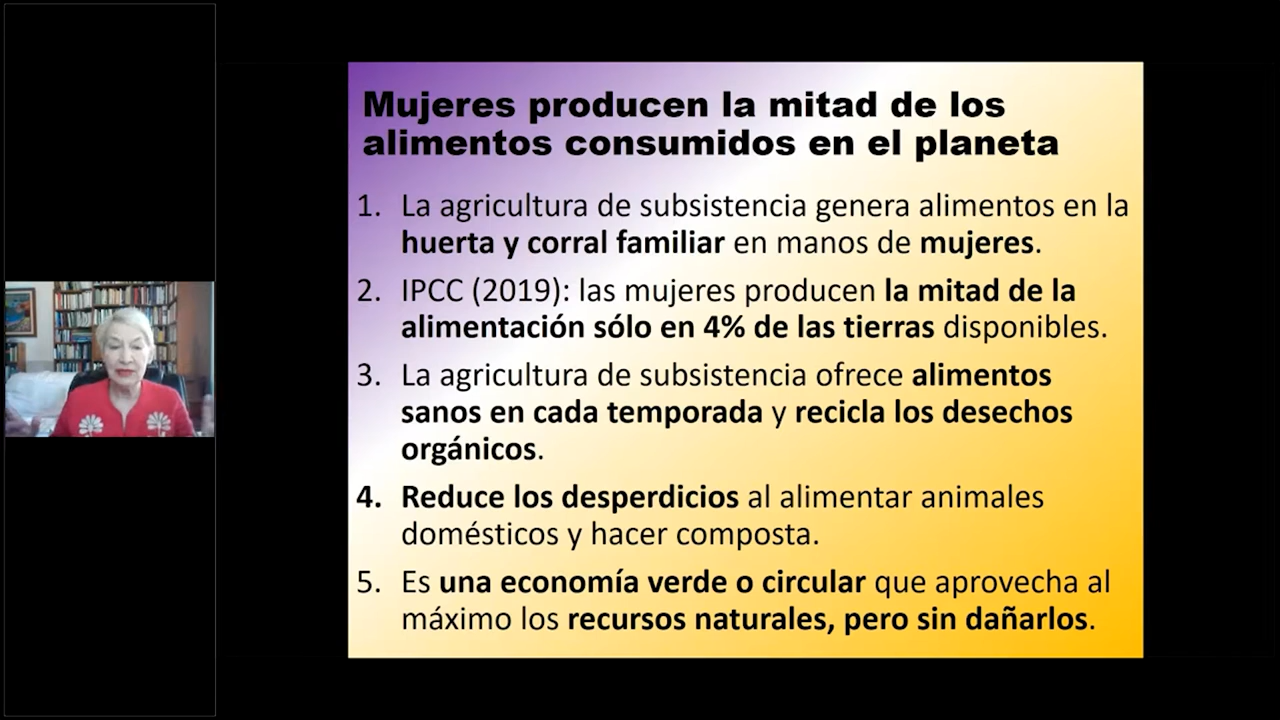 Mujeres producen la mitad de los
alimentos consumidos en el planeta
1. La agricultura de subsistencia genera alimentos en la
huerta y corral familiar en manos de mujeres.
2. IPCC (2019): las mujeres producen la mitad de la
alimentación sólo en 4% de las tierras disponibles.
3. La agricultura de subsistencia ofrece alimentos
sanos en cada temporada y recicla los desechos
orgánicos.
4. Reduce los desperdicios al alimentar animales
domésticos y hacer composta.
5. Es una economía verde o circular que aprovecha al
máximo los recursos naturales, pero sin dañarlos.